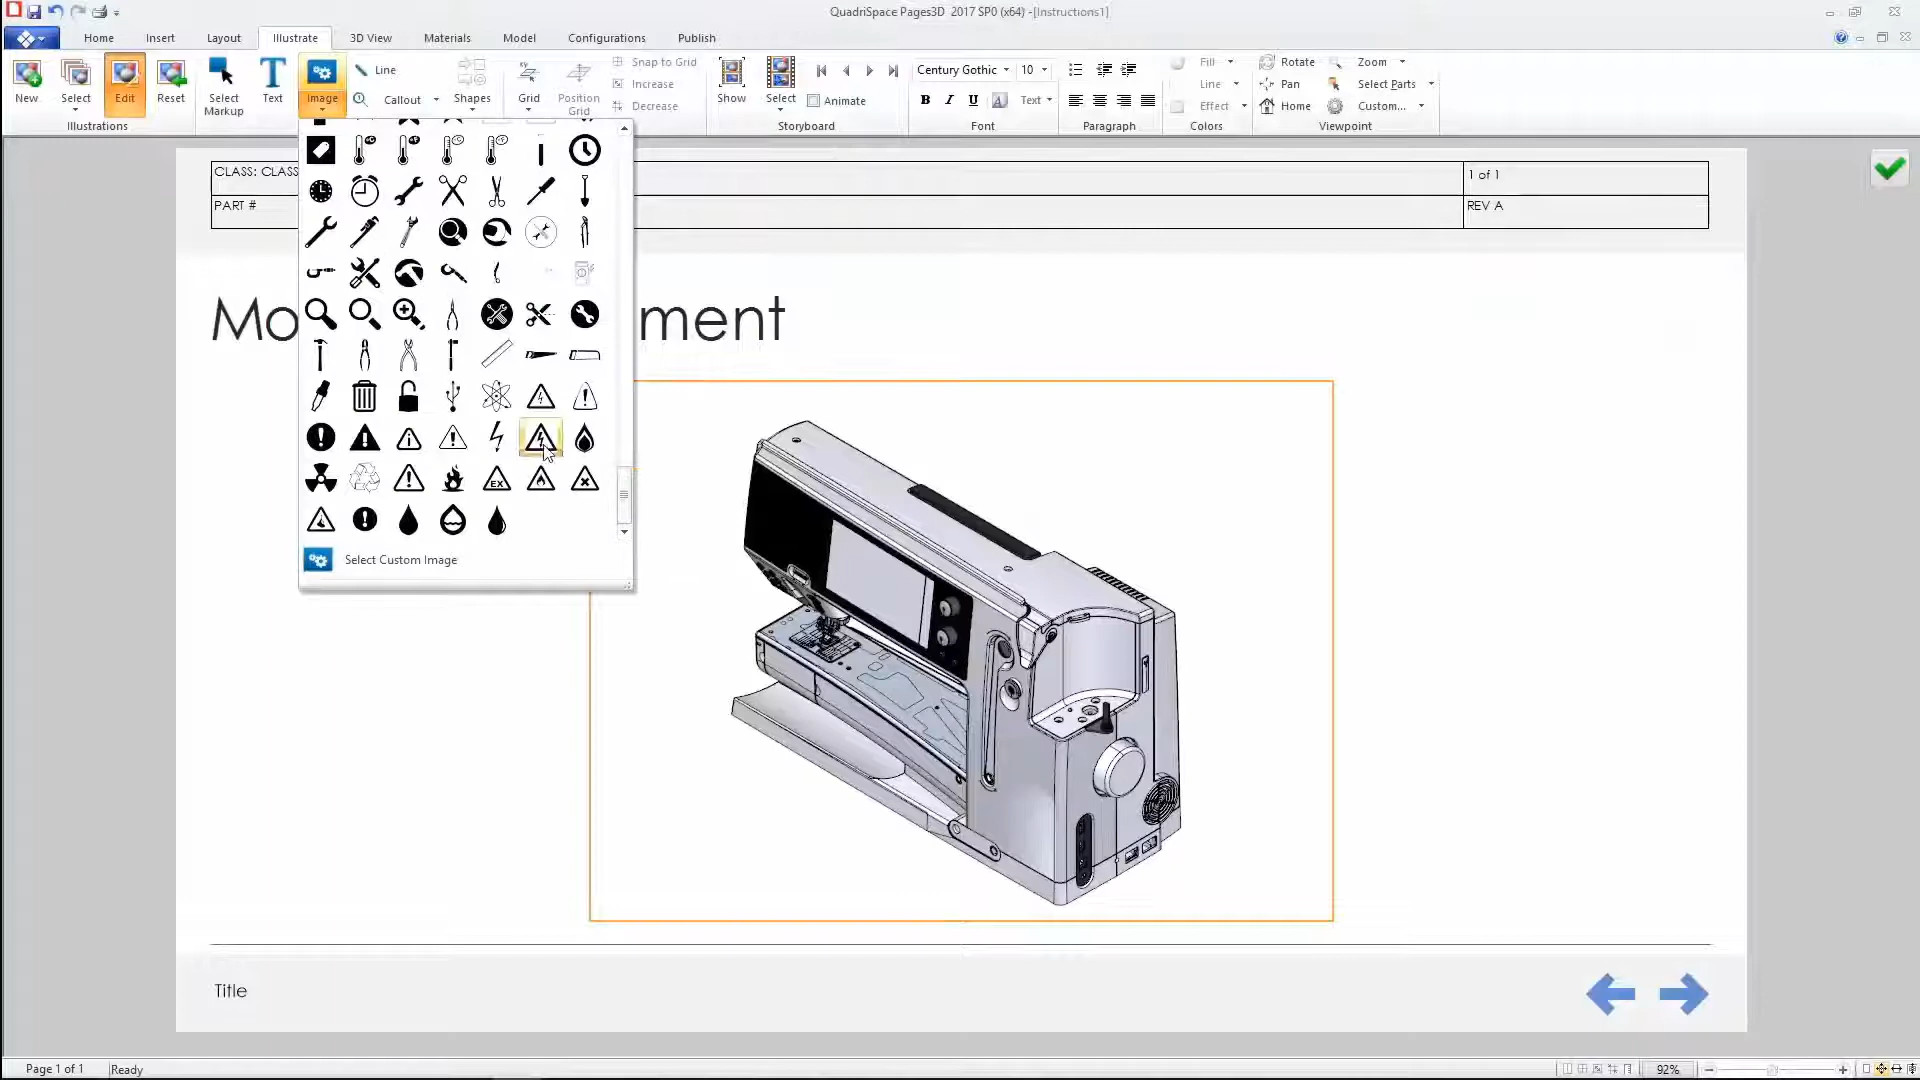 QuadriSpace Pages3D 2017 SP0 (x64) -[Instructions1]
Home Insert Layout Illustrate 3D View Materials Model Configurations Publish
New Select Edit Reset
Illustrations
Select Markup
Text
Image
Line
Callout
Shapes
Grid
Position Grid
Snap to Grid
Increase
Decrease
Show Select
Animate
Storyboard
Century Gothic 10
B I U A Text
Font
Paragraph
Fill
Line
Effect
Colors
Rotate Zoom
Pan Select Parts
Home Custom...
Viewpoint
CLASS: CLASS
1 of 1
PART #
REV A
Mo ment
EX
Select Custom Image
Title
Page 1 of 1 Ready
92%